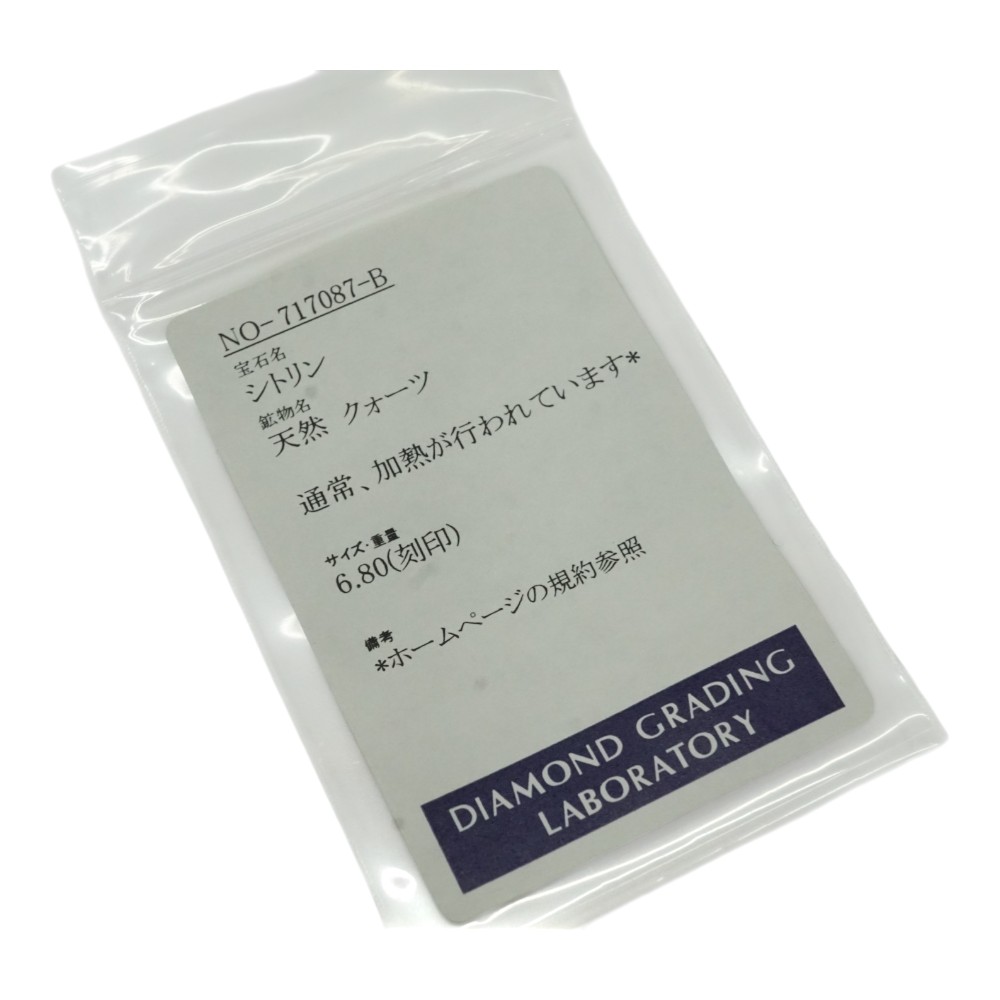 NO-717087-B
宝石名
シトリン
鉱物名
天然 クォーツ
通常、加熱が行われています*
サイズ・重量
6.80(刻印)
備考
*ホームページの規約参照
DIAMOND GRADING
LABORATORY